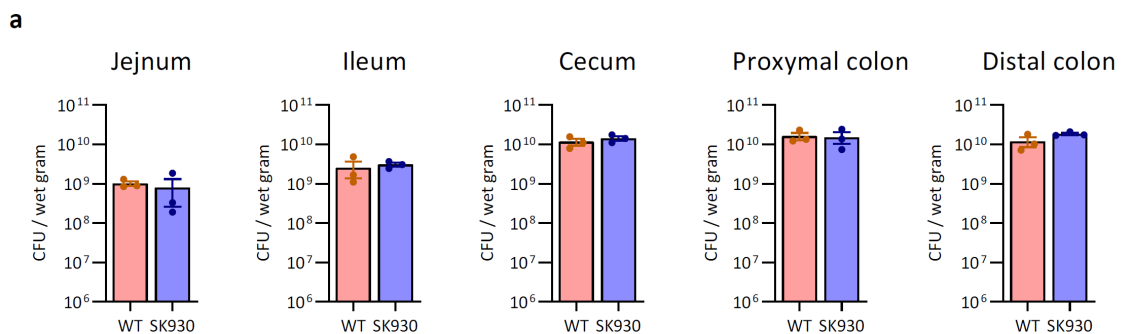 a
Jejnum
Ileum
Cecum
Proxymal colon
Distal colon
CFU / wet gram
10¹¹
10¹⁰
10⁹
10⁸
10⁷
10⁶
WT SK930
CFU / wet gram
10¹¹
10¹⁰
10⁹
10⁸
10⁷
10⁶
WT SK930
CFU / wet gram
10¹¹
10¹⁰
10⁹
10⁸
10⁷
10⁶
WT SK930
CFU / wet gram
10¹¹
10¹⁰
10⁹
10⁸
10⁷
10⁶
WT SK930
CFU / wet gram
10¹¹
10¹⁰
10⁹
10⁸
10⁷
10⁶
WT SK930